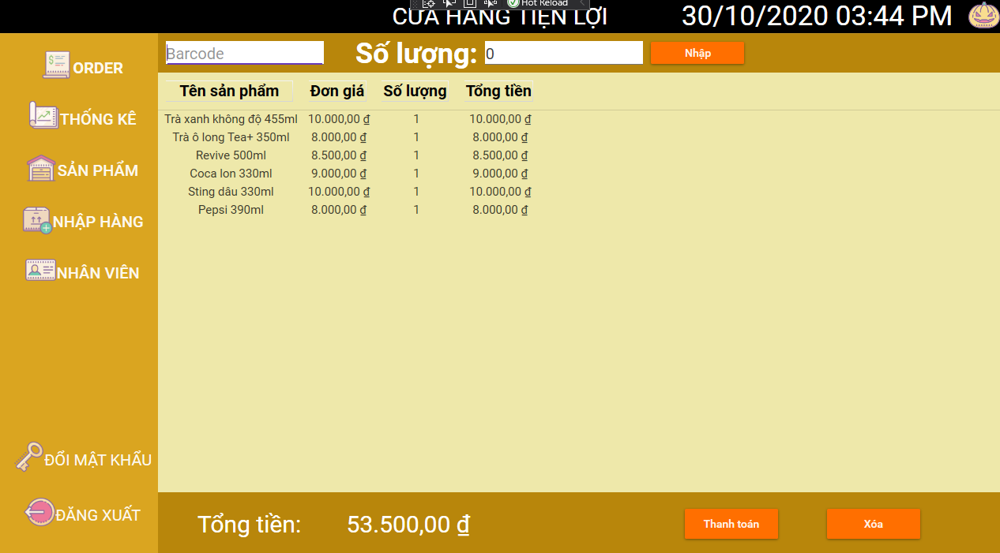 Hot Reload
CỬA HÀNG TIỆN LỢI 30/10/2020 03:44 PM
ORDER
THỐNG KÊ
SẢN PHẨM
NHẬP HÀNG
NHÂN VIÊN
ĐỔI MẬT KHẨU
ĐĂNG XUẤT
Barcode Số lượng: 0 Nhập
Tên sản phẩm Đơn giá Số lượng Tổng tiền
Trà xanh không độ 455ml 10.000,00 ₫ 1 10.000,00 ₫
Trà ô long Tea+ 350ml 8.000,00 ₫ 1 8.000,00 ₫
Revive 500ml 8.500,00 ₫ 1 8.500,00 ₫
Coca lon 330ml 9.000,00 ₫ 1 9.000,00 ₫
Sting dâu 330ml 10.000,00 ₫ 1 10.000,00 ₫
Pepsi 390ml 8.000,00 ₫ 1 8.000,00 ₫
Tổng tiền: 53.500,00 ₫ Thanh toán Xóa